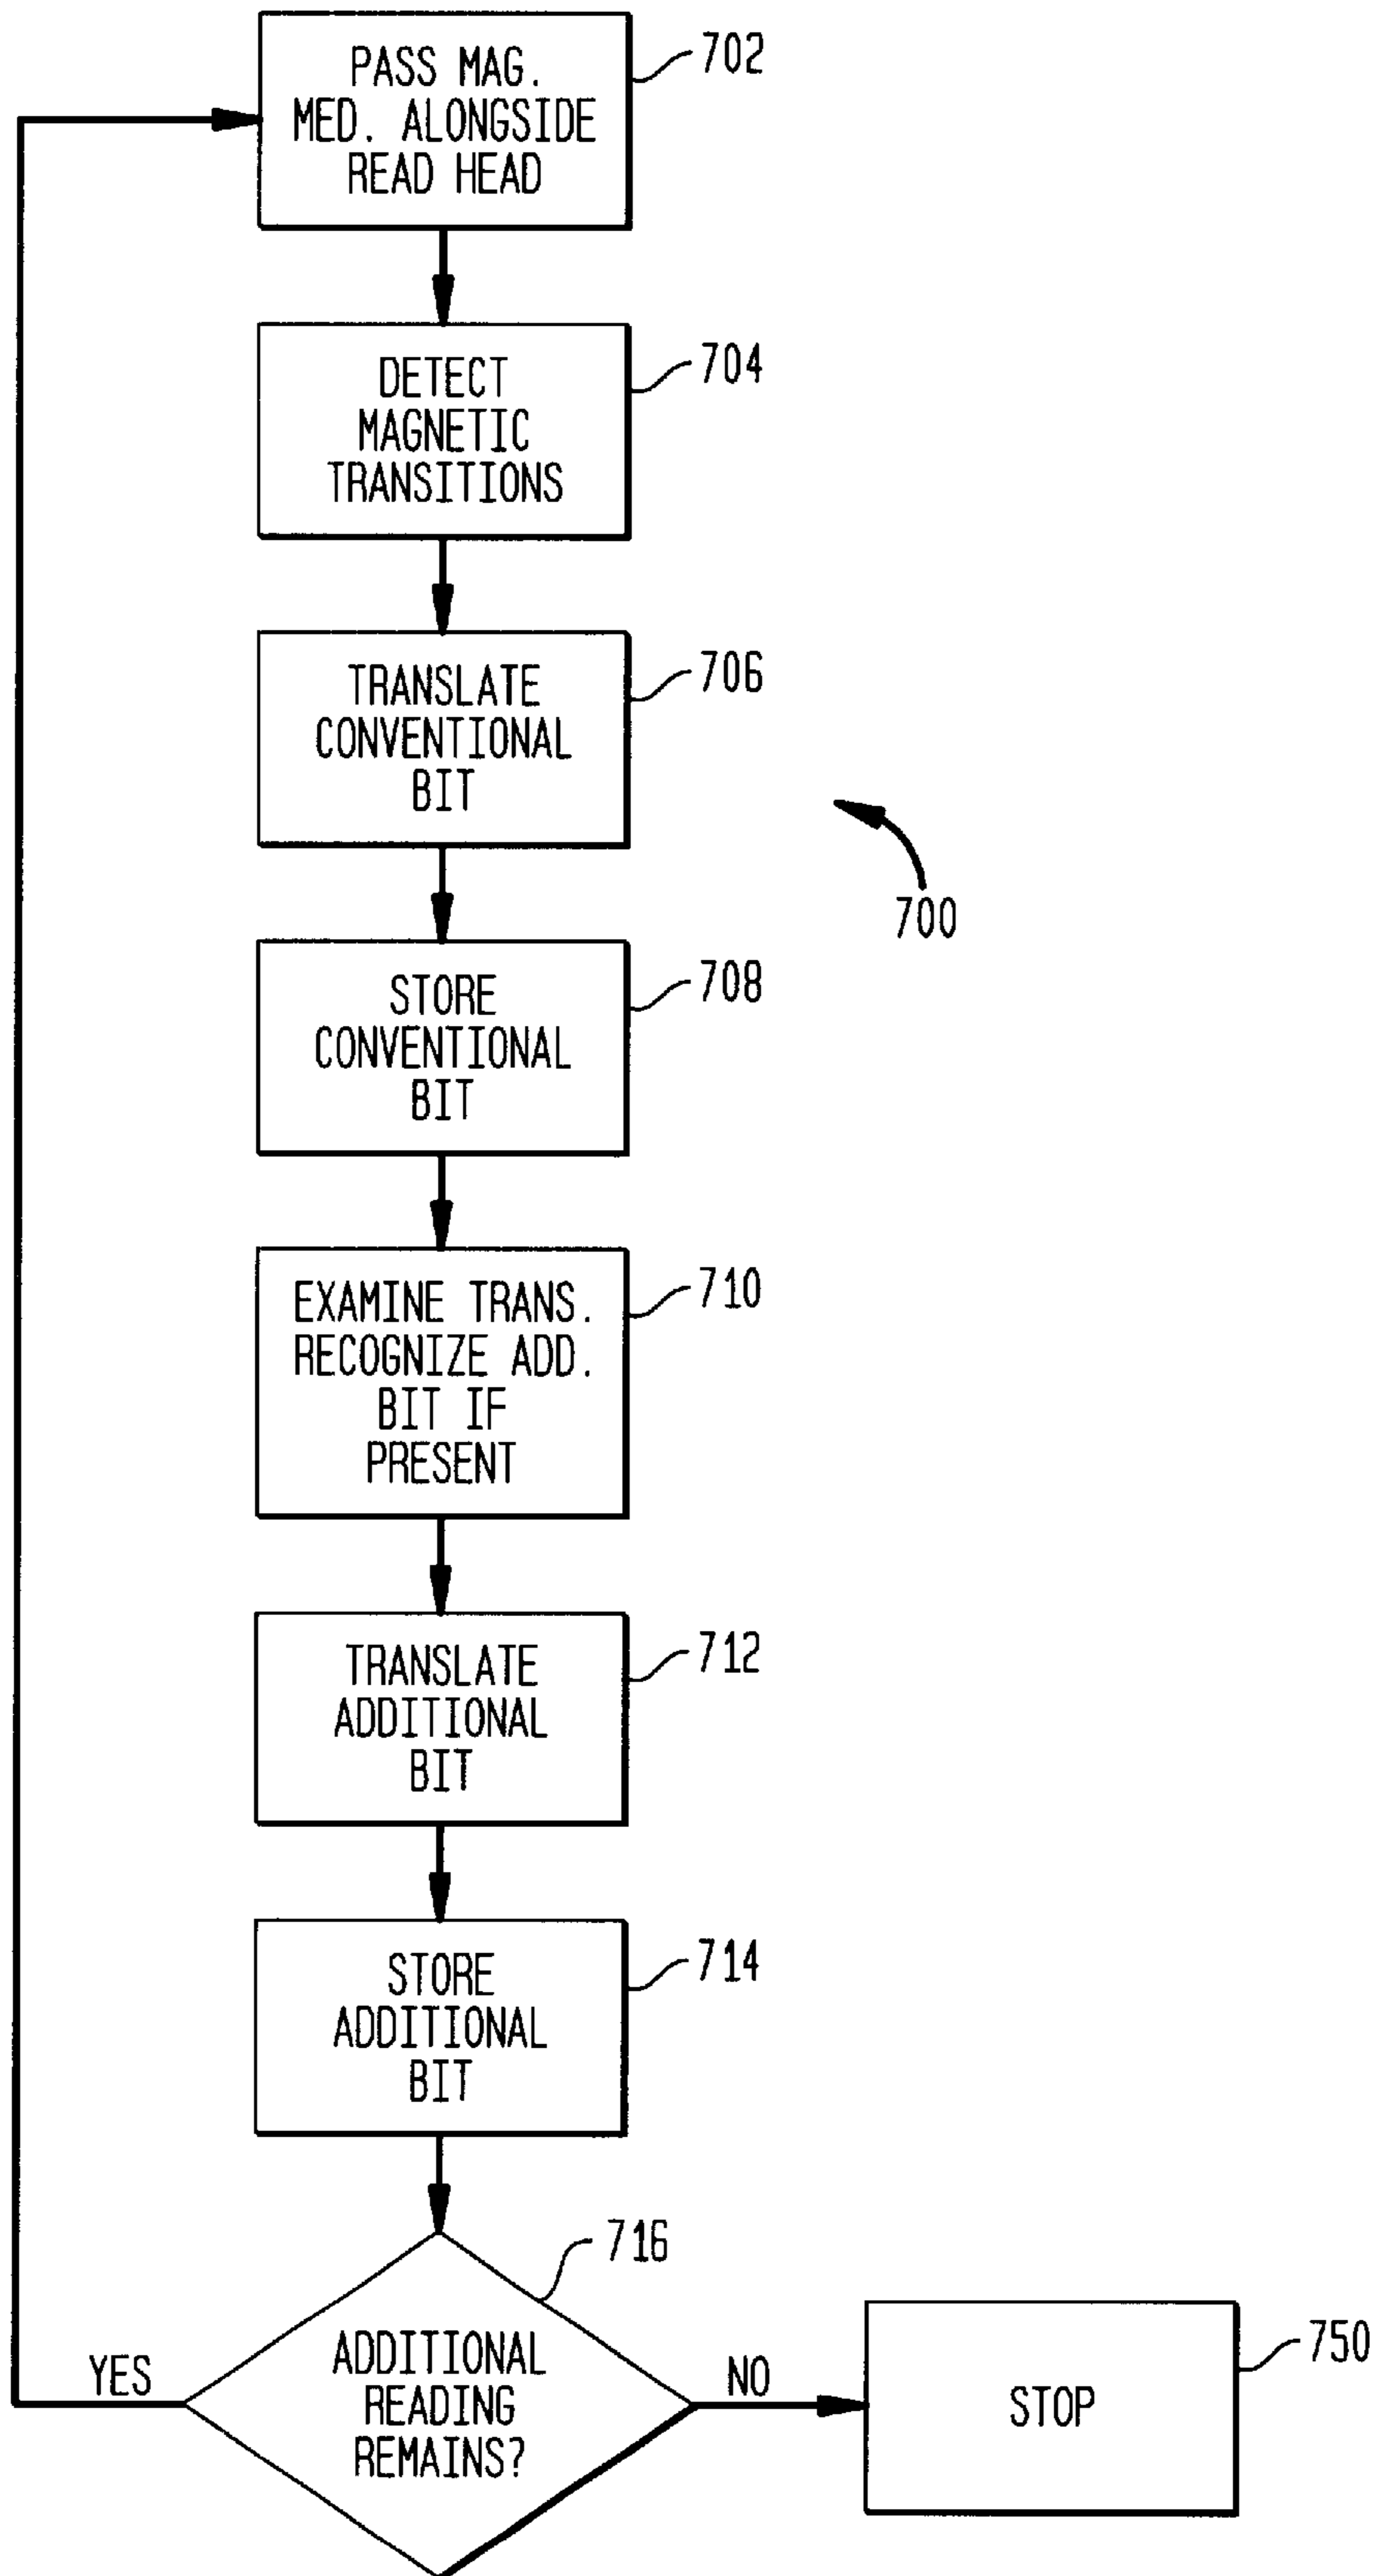 PASS MAG.
MED. ALONGSIDE
READ HEAD
702
DETECT
MAGNETIC
TRANSITIONS
704
TRANSLATE
CONVENTIONAL
BIT
706
700
STORE
CONVENTIONAL
BIT
708
EXAMINE TRANS.
RECOGNIZE ADD.
BIT IF
PRESENT
710
TRANSLATE
ADDITIONAL
BIT
712
STORE
ADDITIONAL
BIT
714
716
ADDITIONAL
READING
REMAINS?
YES
NO
STOP
750